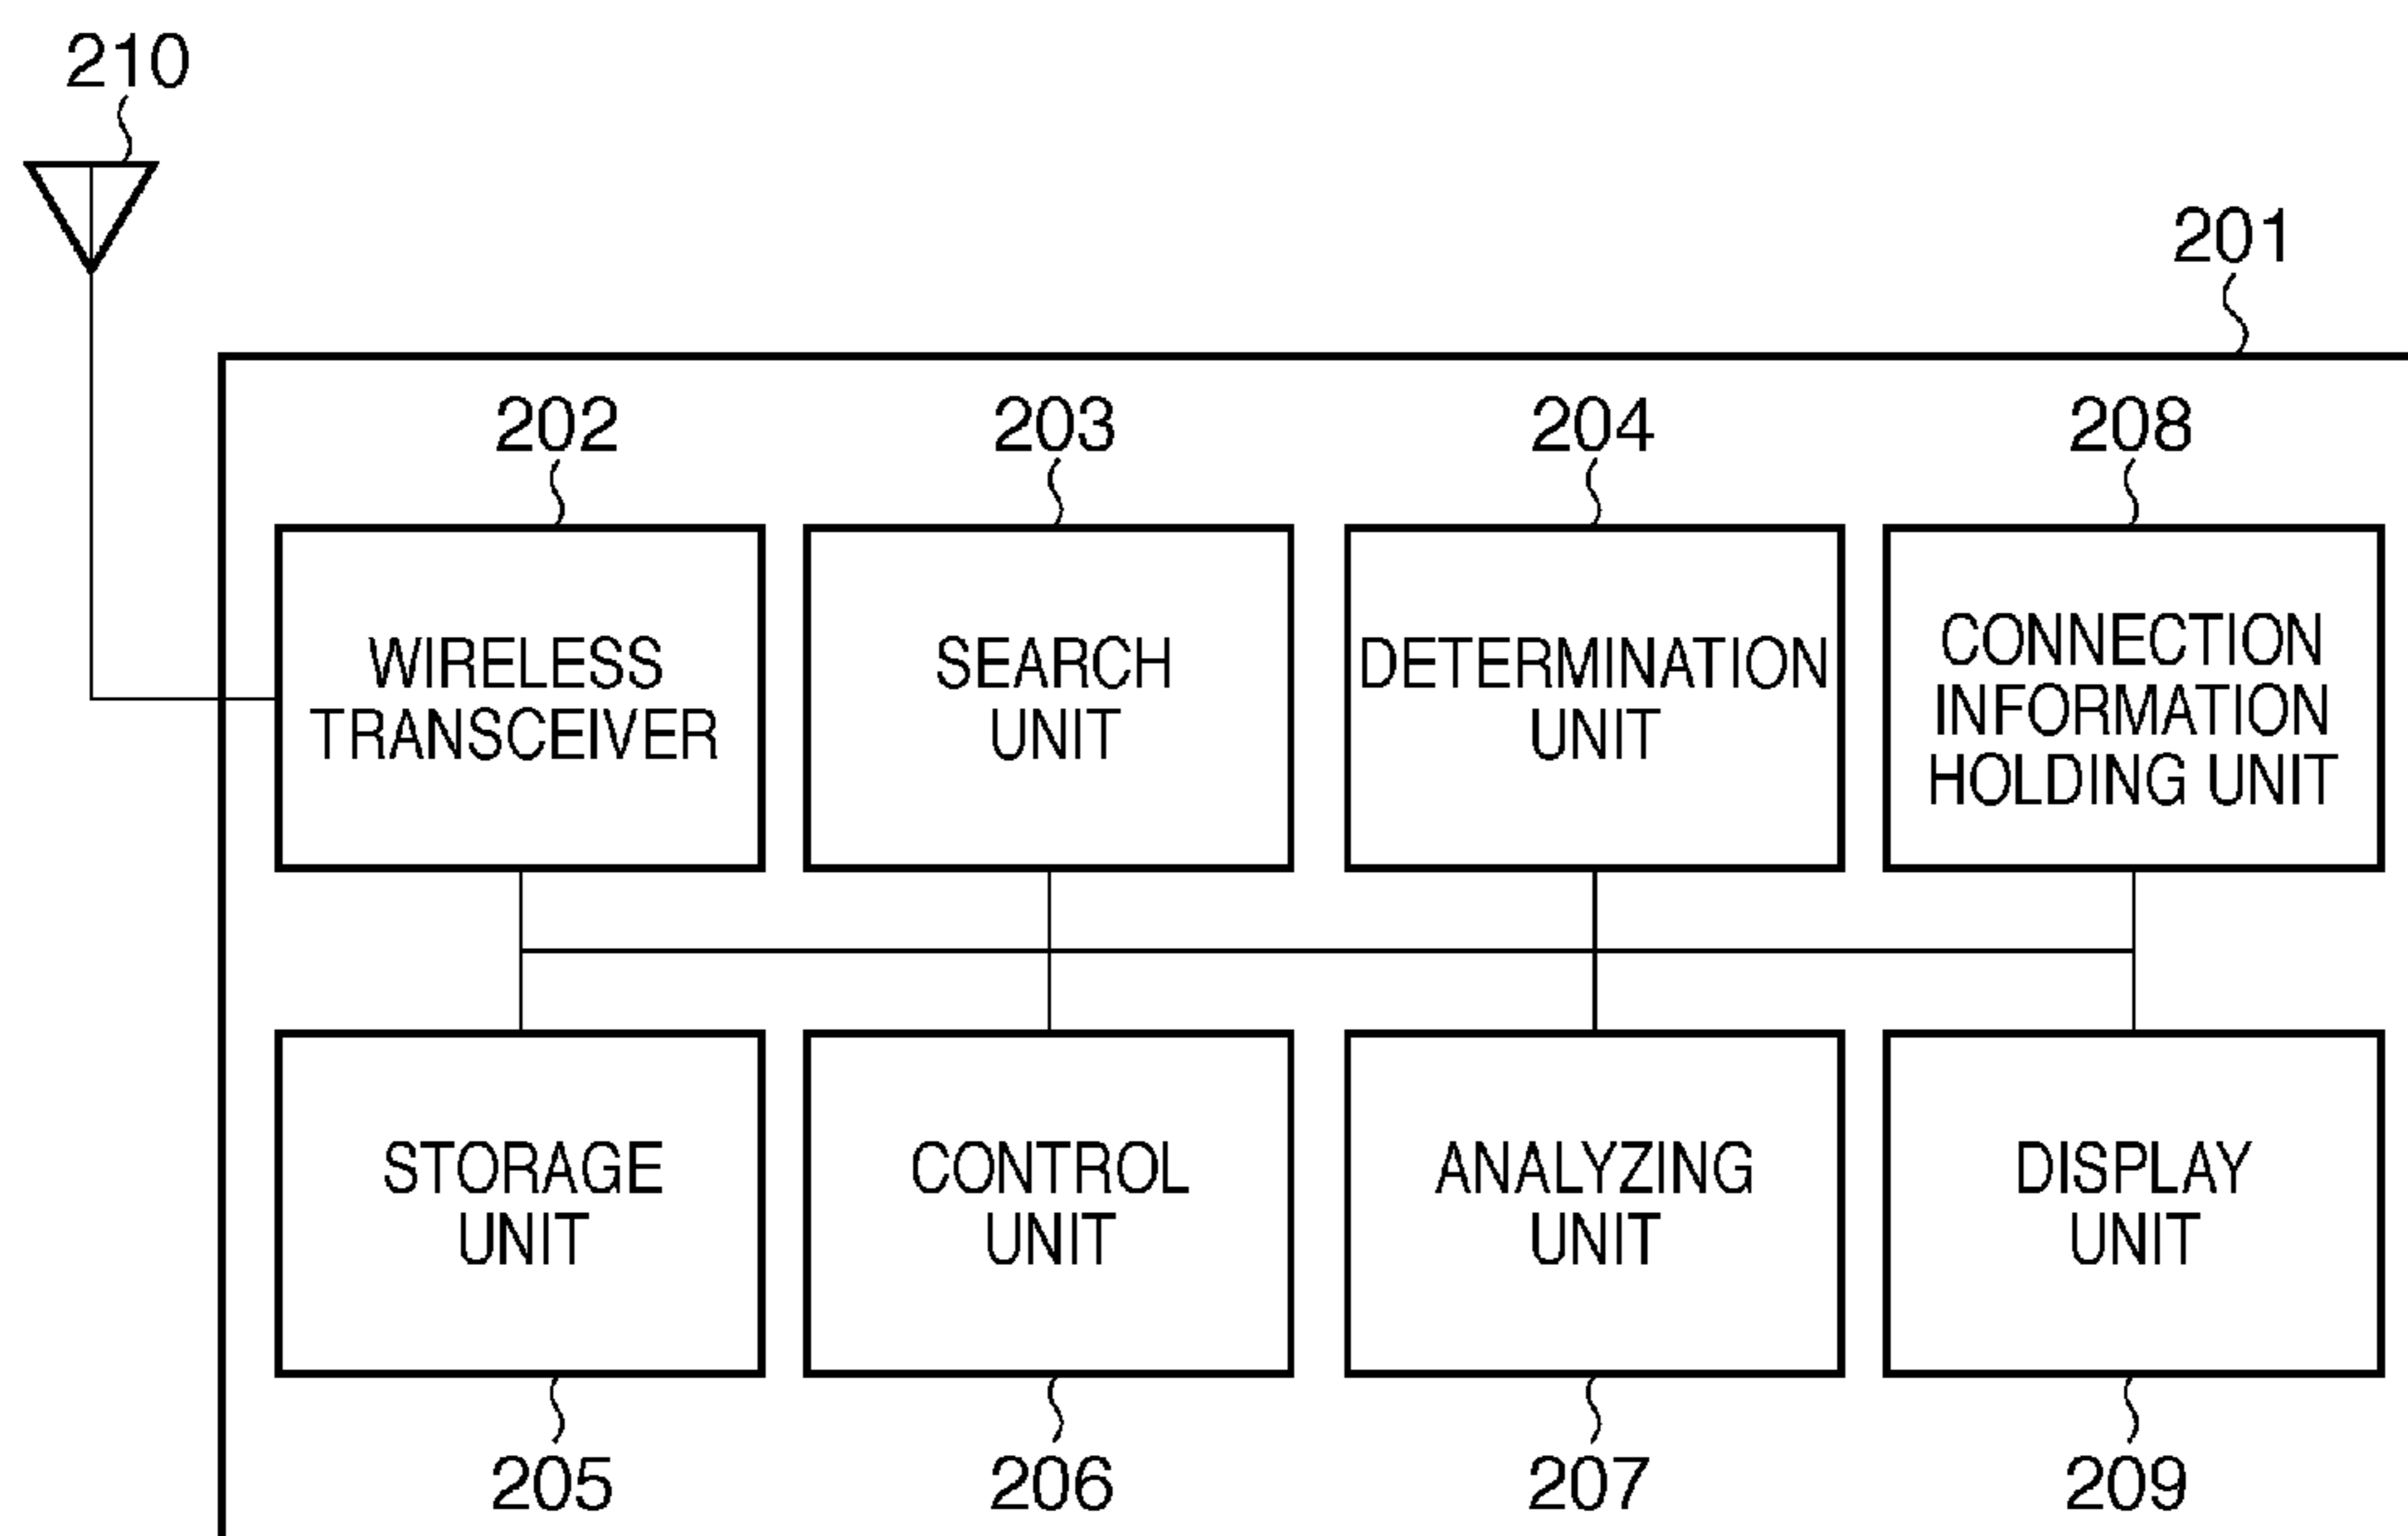 210
201
202
203
204
208
WIRELESS
TRANSCEIVER
SEARCH
UNIT
DETERMINATION
UNIT
CONNECTION
INFORMATION
HOLDING UNIT
STORAGE
UNIT
CONTROL
UNIT
ANALYZING
UNIT
DISPLAY
UNIT
205
206
207
209